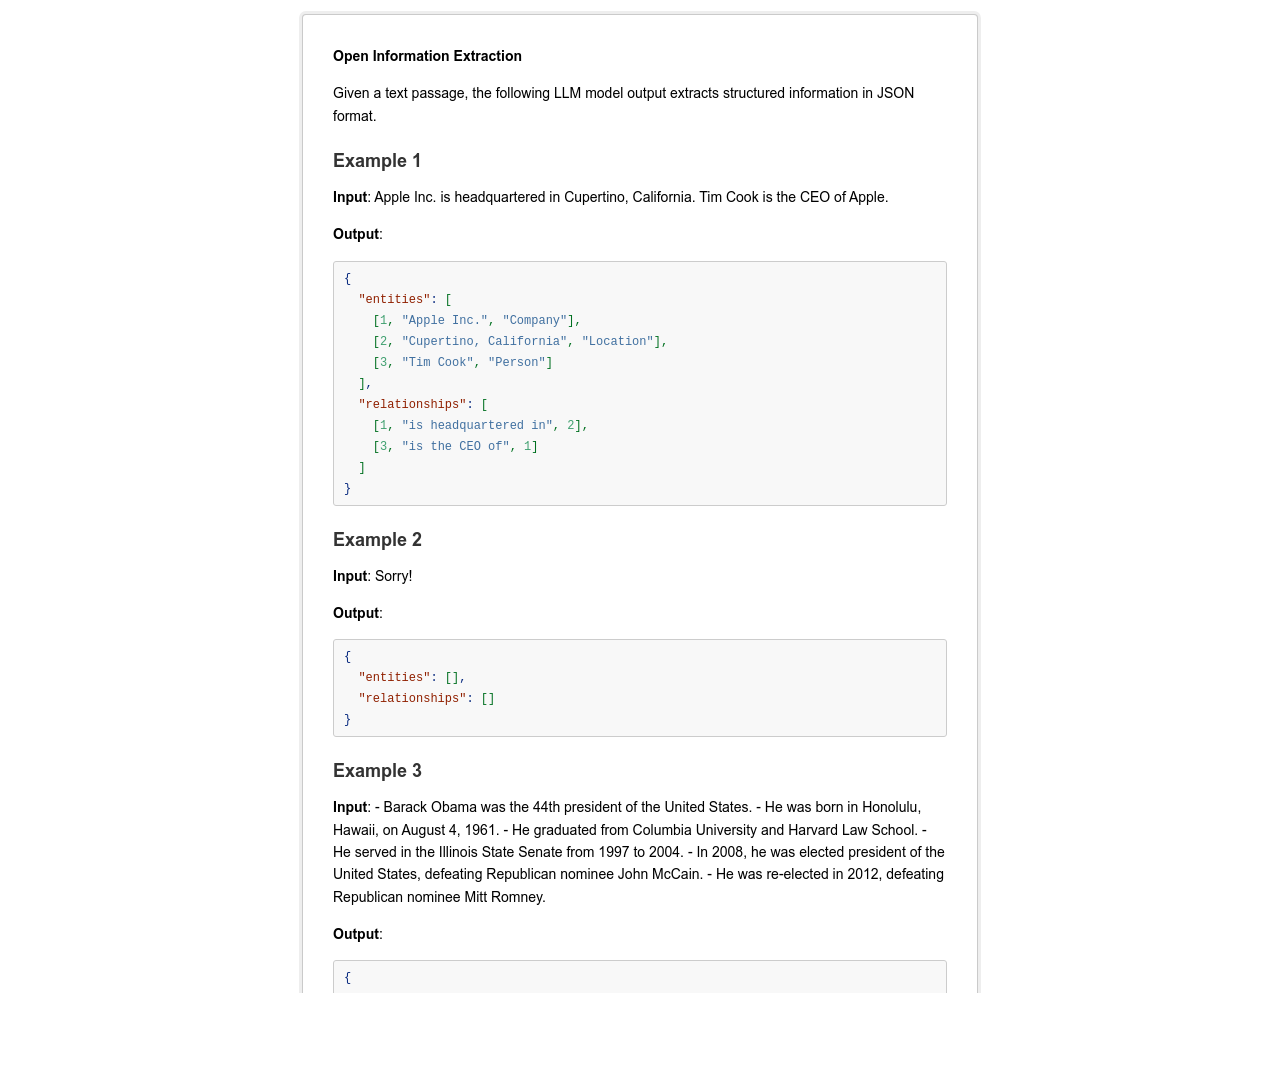 Open Information Extraction
Given a text passage, the following LLM model output extracts structured information in JSON
format.
Example 1
Input: Apple Inc. is headquartered in Cupertino, California. Tim Cook is the CEO of Apple.
Output:
{
  "entities": [
    [1, "Apple Inc.", "Company"],
    [2, "Cupertino, California", "Location"],
    [3, "Tim Cook", "Person"]
  ],
  "relationships": [
    [1, "is headquartered in", 2],
    [3, "is the CEO of", 1]
  ]
}
Example 2
Input: Sorry!
Output:
{
  "entities": [],
  "relationships": []
}
Example 3
Input: - Barack Obama was the 44th president of the United States. - He was born in Honolulu,
Hawaii, on August 4, 1961. - He graduated from Columbia University and Harvard Law School. -
He served in the Illinois State Senate from 1997 to 2004. - In 2008, he was elected president of the
United States, defeating Republican nominee John McCain. - He was re-elected in 2012, defeating
Republican nominee Mitt Romney.
Output:
{